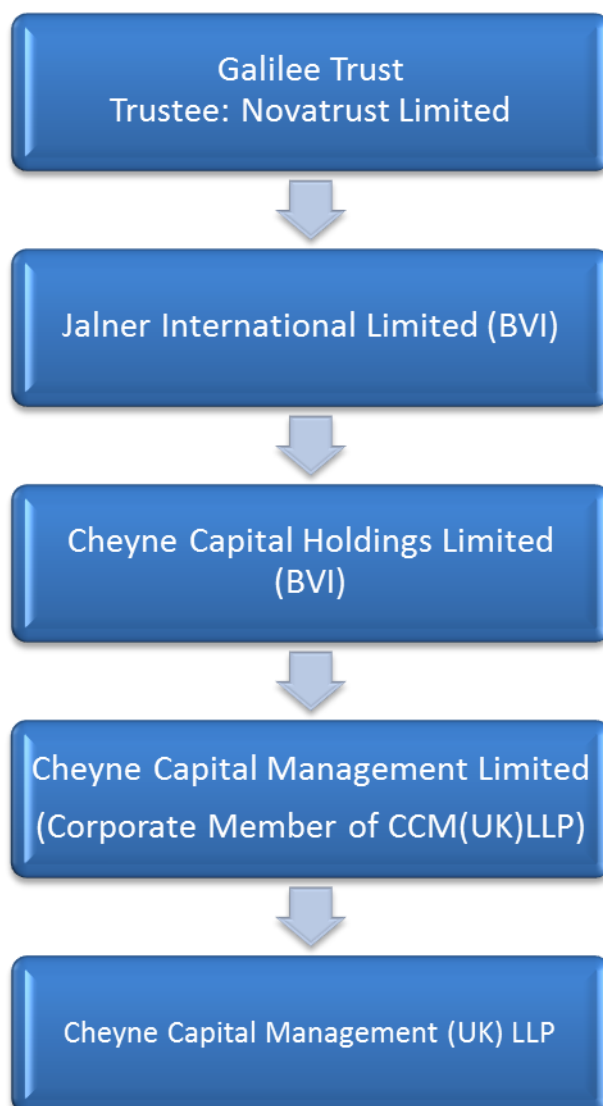 Galilee Trust
Trustee: Novatrust Limited
Jalner International Limited (BVI)
Cheyne Capital Holdings Limited
(BVI)
Cheyne Capital Management Limited
(Corporate Member of CCM(UK)LLP)
Cheyne Capital Management (UK) LLP